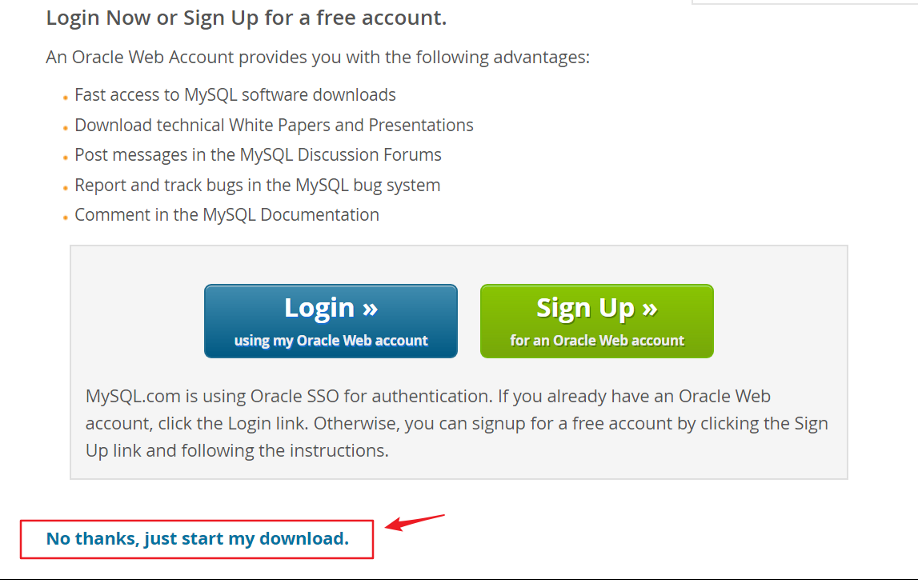 Login Now or Sign Up for a free account.
An Oracle Web Account provides you with the following advantages:
Fast access to MySQL software downloads
Download technical White Papers and Presentations
Post messages in the MySQL Discussion Forums
Report and track bugs in the MySQL bug system
Comment in the MySQL Documentation
Login »
using my Oracle Web account
Sign Up »
for an Oracle Web account
MySQL.com is using Oracle SSO for authentication. If you already have an Oracle Web
account, click the Login link. Otherwise, you can signup for a free account by clicking the Sign
Up link and following the instructions.
No thanks, just start my download.